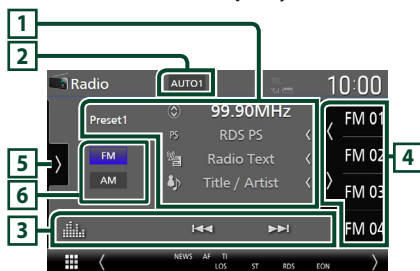 1
2
Radio AUTO1 TEL 10:00
Preset1 99.90MHz FM 01
PS RDS PS
5 FM Radio Text FM 02 4
6 AM Title / Artist FM 03
3 FM 04
NEWS AF TI
LOS ST RDS EON